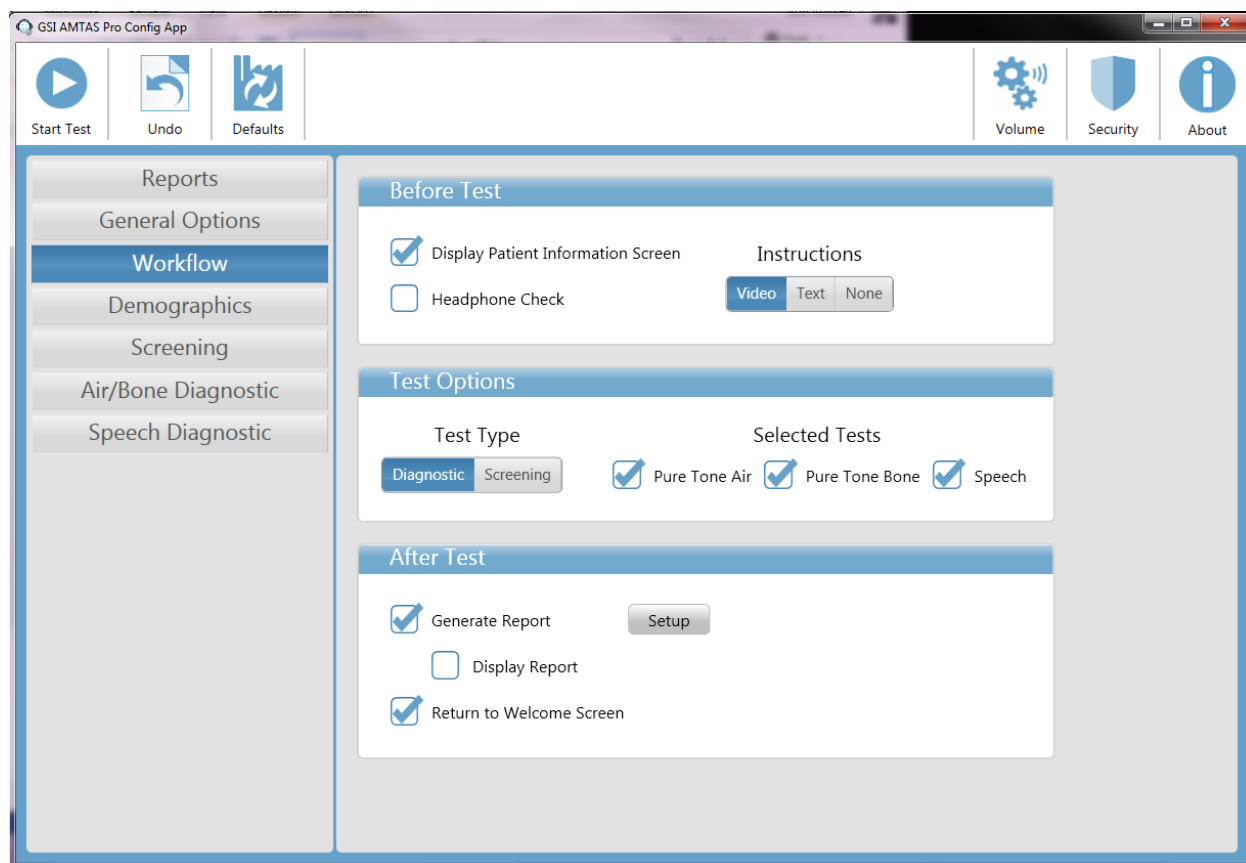 GSI AMTAS Pro Config App
Start Test
Undo
Defaults
Volume
Security
About
Reports
General Options
Workflow
Demographics
Screening
Air/Bone Diagnostic
Speech Diagnostic
Before Test
Display Patient Information Screen
Instructions
Headphone Check
Video Text None
Test Options
Test Type
Selected Tests
Diagnostic Screening
Pure Tone Air
Pure Tone Bone
Speech
After Test
Generate Report
Setup
Display Report
Return to Welcome Screen